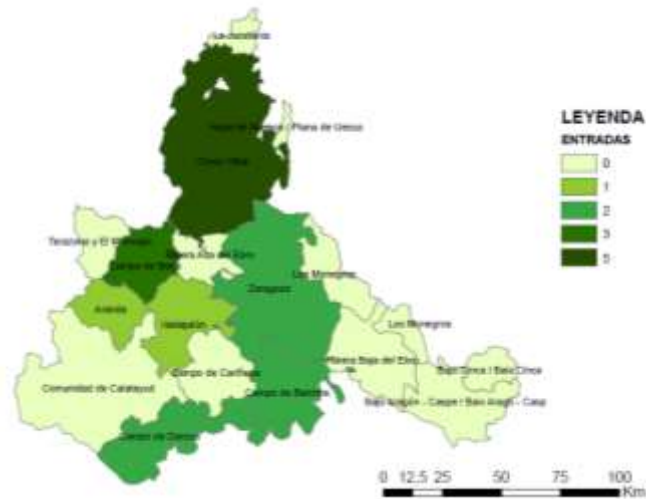 La Jacetania
Hoya de Huesca / Plana de Uesca
Cinco Villas
Tarazona y El Moncayo
Campo de Borja
Ribera Alta del Ebro
Zaragoza
Los Monegros
Los Monegros
Aranda
Valdejalón
Comunidad de Calatayud
Campo de Cariñena
Ribera Baja del Ebro
Bajo Cinca / Baix Cinca
Campo de Belchite
Bajo Aragón - Caspe / Baix Aragó - Casp
Campo de Daroca
LEYENDA
ENTRADAS
0
1
2
3
5
0 12,5 25 50 75 100
Km